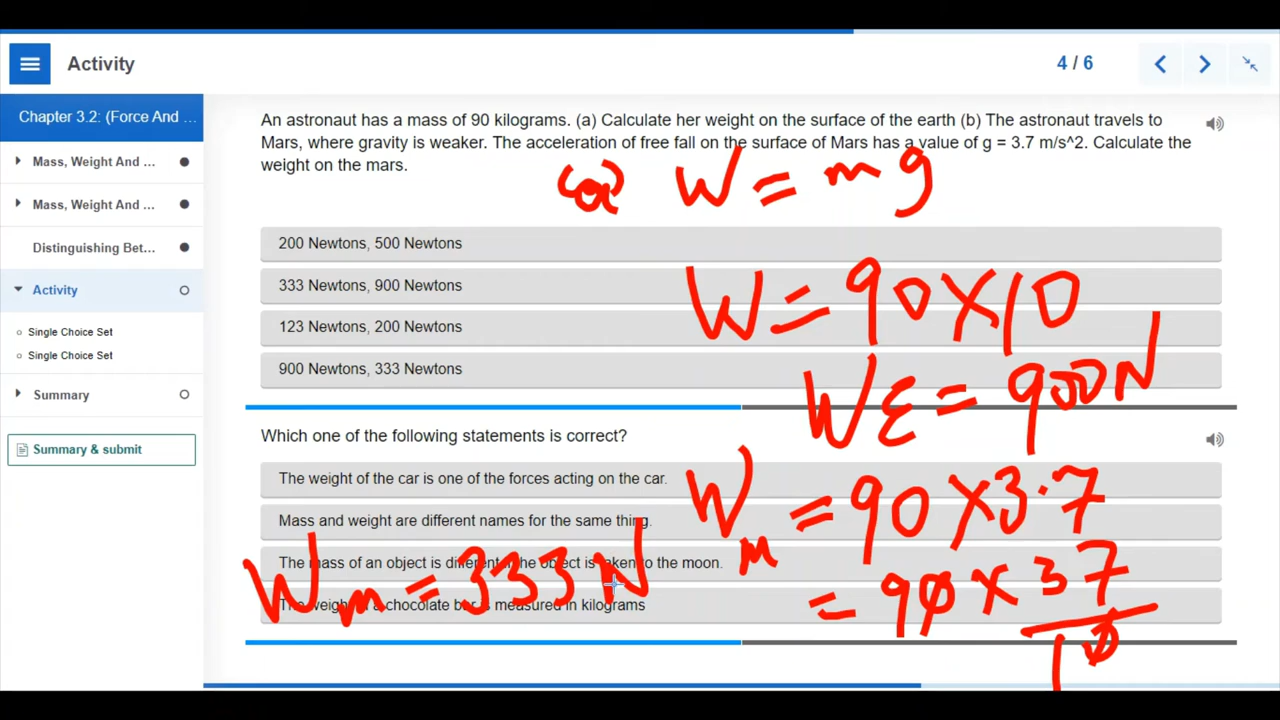 Activity
4 / 6
Chapter 3.2: (Force And ...
Mass, Weight And ...
Mass, Weight And ...
Distinguishing Bet...
Activity
Single Choice Set
Single Choice Set
Summary
Summary & submit
An astronaut has a mass of 90 kilograms. (a) Calculate her weight on the surface of the earth (b) The astronaut travels to
Mars, where gravity is weaker. The acceleration of free fall on the surface of Mars has a value of g = 3.7 m/s^2. Calculate the
weight on the mars.
(a) W = mg
200 Newtons, 500 Newtons
333 Newtons, 900 Newtons
W = 90 X 10
123 Newtons, 200 Newtons
900 Newtons, 333 Newtons
WE = 900N
Which one of the following statements is correct?
The weight of the car is one of the forces acting on the car.
Wm = 90 X 3.7
Mass and weight are different names for the same thing.
The mass of an object is different if the object is taken to the moon.
= 90 X 37/10
Wm = 333 N
The weight of a chocolate bar is measured in kilograms